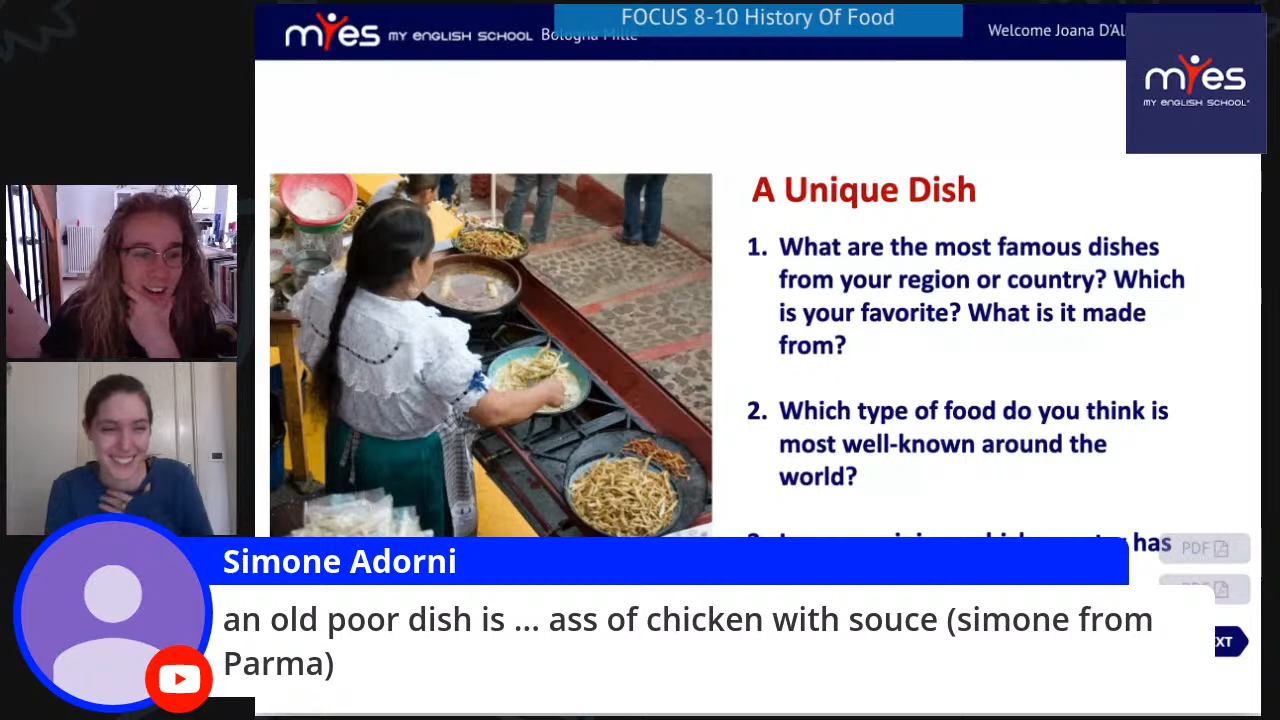 FOCUS 8-10 History Of Food
myes MY ENGLISH SCHOOL Bologna Mille
Welcome Joana D'Al
myes
MY ENGLISH SCHOOL
A Unique Dish
1. What are the most famous dishes
from your region or country? Which
is your favorite? What is it made
from?
2. Which type of food do you think is
most well-known around the
world?
has
PDF
PDF
XT
Simone Adorni
an old poor dish is ... ass of chicken with souce (simone from
Parma)